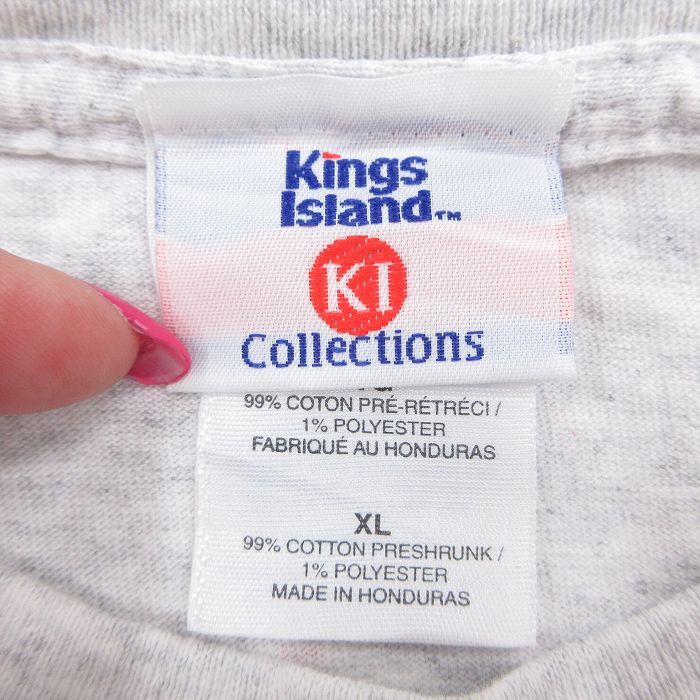 Kings
Island™
KI
Collections
99% COTON PRÉ-RÉTRÉCI /
1% POLYESTER
FABRIQUÉ AU HONDURAS
XL
99% COTTON PRESHRUNK /
1% POLYESTER
MADE IN HONDURAS